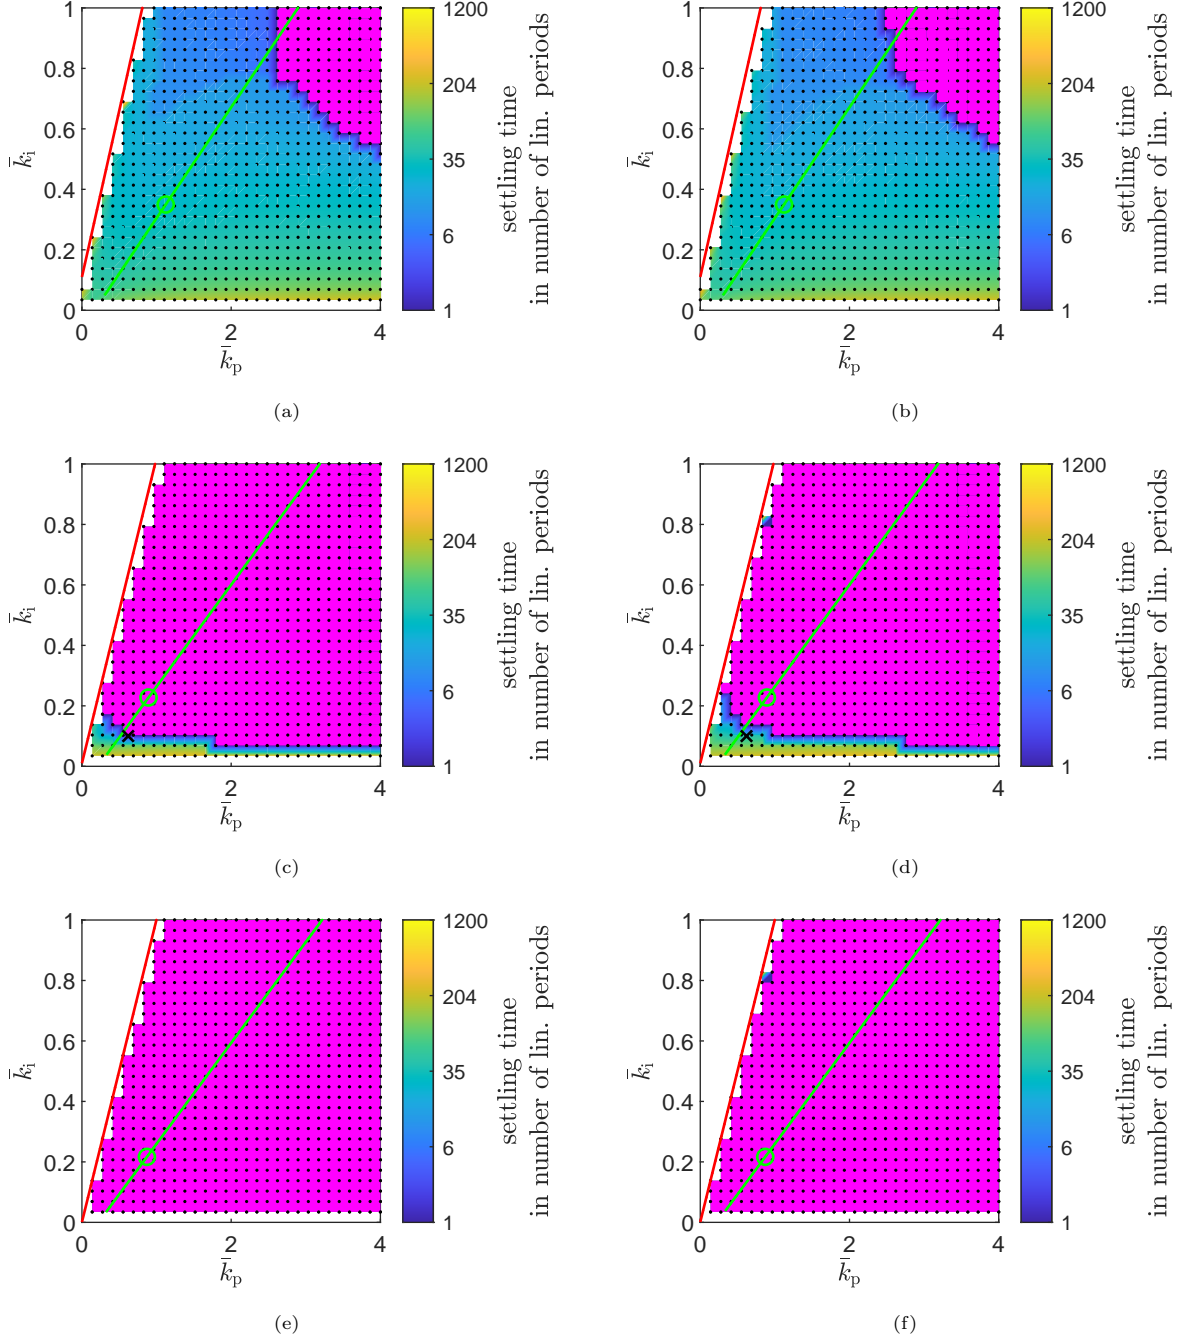 1
0.8
0.6
0.4
0.2
0
0
2
4
k̄p
k̄i
1200
204
35
6
1
settling time
in number of lin. periods
(a)
1
0.8
0.6
0.4
0.2
0
0
2
4
k̄p
k̄i
1200
204
35
6
1
settling time
in number of lin. periods
(b)
1
0.8
0.6
0.4
0.2
0
0
2
4
k̄p
k̄i
1200
204
35
6
1
settling time
in number of lin. periods
(c)
1
0.8
0.6
0.4
0.2
0
0
2
4
k̄p
k̄i
1200
204
35
6
1
settling time
in number of lin. periods
(d)
1
0.8
0.6
0.4
0.2
0
0
2
4
k̄p
k̄i
1200
204
35
6
1
settling time
in number of lin. periods
(e)
1
0.8
0.6
0.4
0.2
0
0
2
4
k̄p
k̄i
1200
204
35
6
1
settling time
in number of lin. periods
(f)